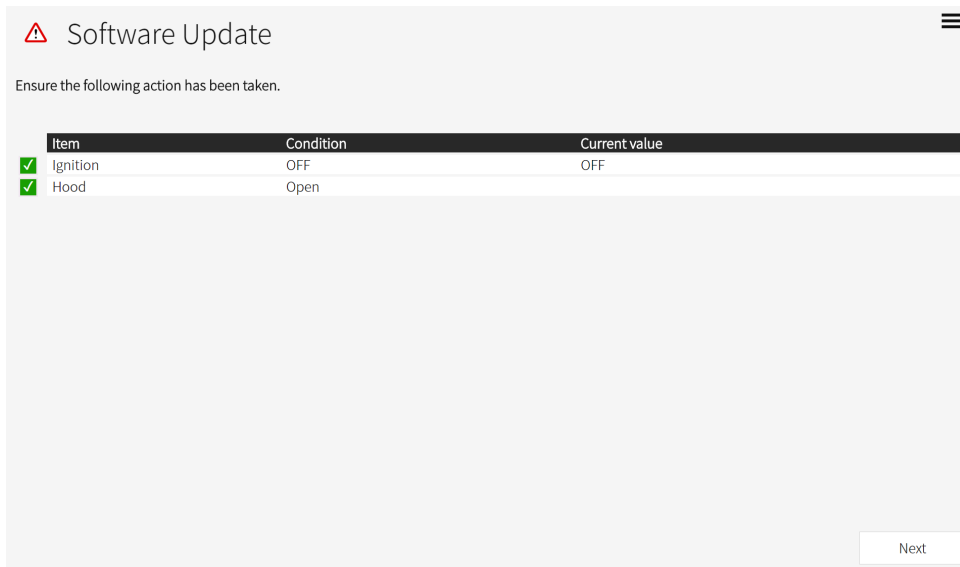 Software Update
Ensure the following action has been taken.
Item Condition Current value
Ignition OFF OFF
Hood Open
Next